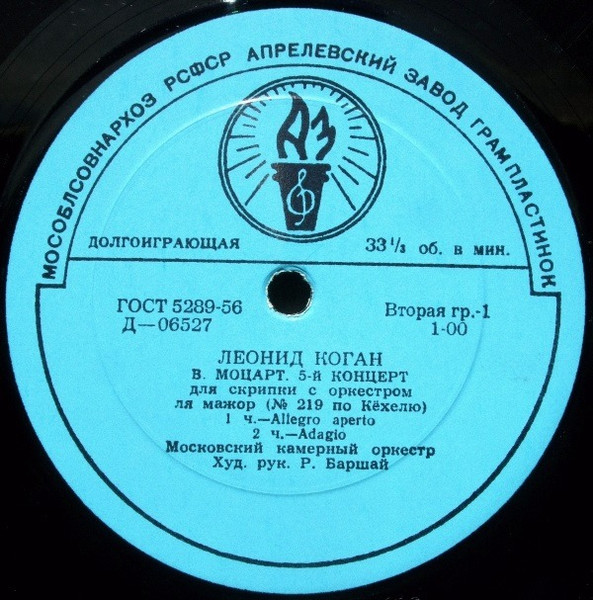 МОСОБЛСОВНАРХОЗ РСФСР АПРЕЛЕВСКИЙ ЗАВОД ГРАМПЛАСТИНОК
АЗ
ДОЛГОИГРАЮЩАЯ 33 1/3 об. в мин.
ГОСТ 5289-56 Вторая гр.-1
Д—06527 1-00
ЛЕОНИД КОГАН
В. МОЦАРТ. 5-й КОНЦЕРТ
для скрипки с оркестром
ля мажор (№ 219 по Кёхелю)
1 ч.—Allegro aperto
2 ч.—Adagio
Московский камерный оркестр
Худ. рук. Р. Баршай